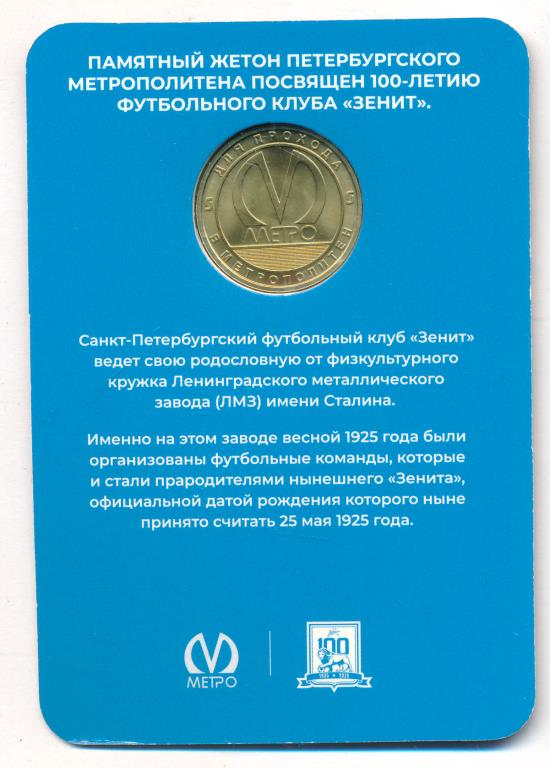 ПАМЯТНЫЙ ЖЕТОН ПЕТЕРБУРГСКОГО
МЕТРОПОЛИТЕНА ПОСВЯЩЕН 100-ЛЕТИЮ
ФУТБОЛЬНОГО КЛУБА «ЗЕНИТ».
ДЛЯ ПРОХОДА
МЕТРО
В МЕТРОПОЛИТЕН
Санкт-Петербургский футбольный клуб «Зенит»
ведет свою родословную от физкультурного
кружка Ленинградского металлического
завода (ЛМЗ) имени Сталина.
Именно на этом заводе весной 1925 года были
организованы футбольные команды, которые
и стали прародителями нынешнего «Зенита»,
официальной датой рождения которого ныне
принято считать 25 мая 1925 года.
МЕТРО
100
1925 2025